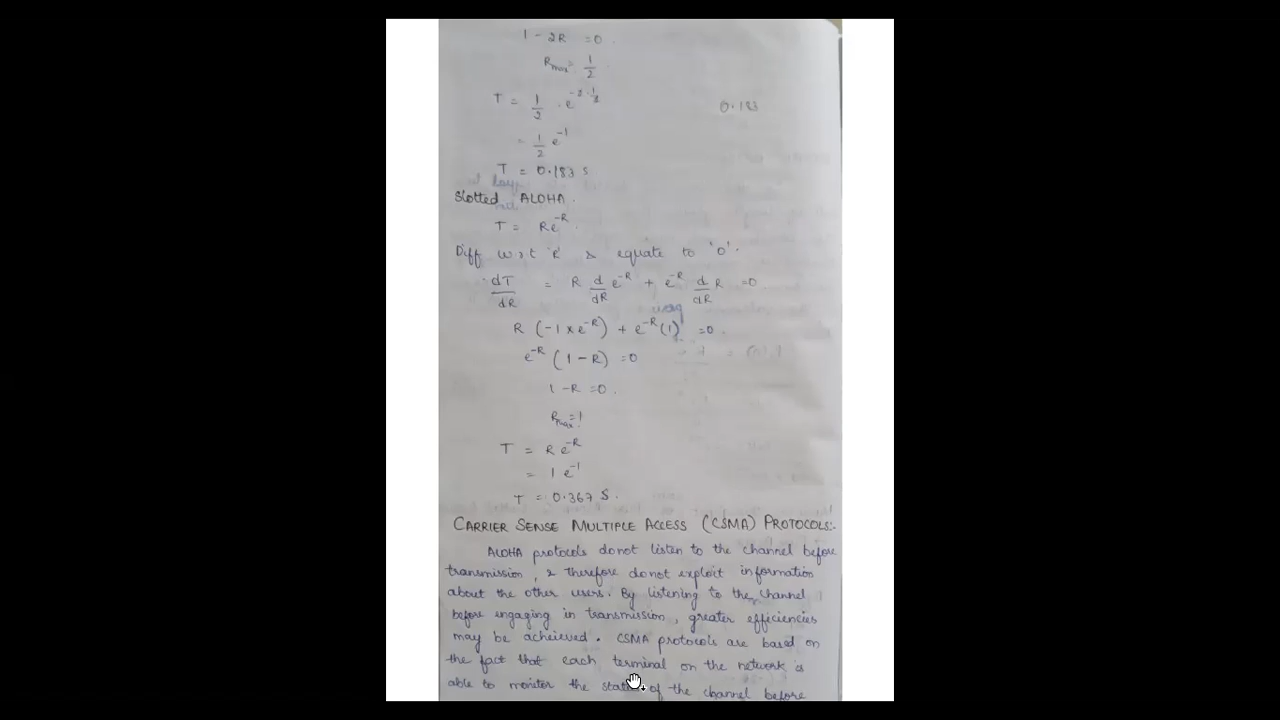 1 - 2R = 0.
Rmax = 1/2
T = 1/2 . e^-2·1/2
0.183
= 1/2 e^-1
T = 0.183 s
Slotted ALOHA.
T = Re^-R.
Diff w.r.t 'R' & equate to '0'.
dT/dR = R d/dR e^-R + e^-R d/dR R = 0
R (-1 x e^-R) + e^-R (1) = 0.
e^-R (1 - R) = 0
1 - R = 0.
Rmax = 1
T = R e^-R
= 1 e^-1
T = 0.367 S.
CARRIER SENSE MULTIPLE ACCESS (CSMA) PROTOCOLS:-
ALOHA protocols donot listen to the channel before
transmission, & therefore donot exploit information
about the other users. By listening to the channel
before engaging in transmission, greater efficiencies
may be acheieved. CSMA protocols are based on
the fact that each terminal on the network is
able to monitor the status of the channel before